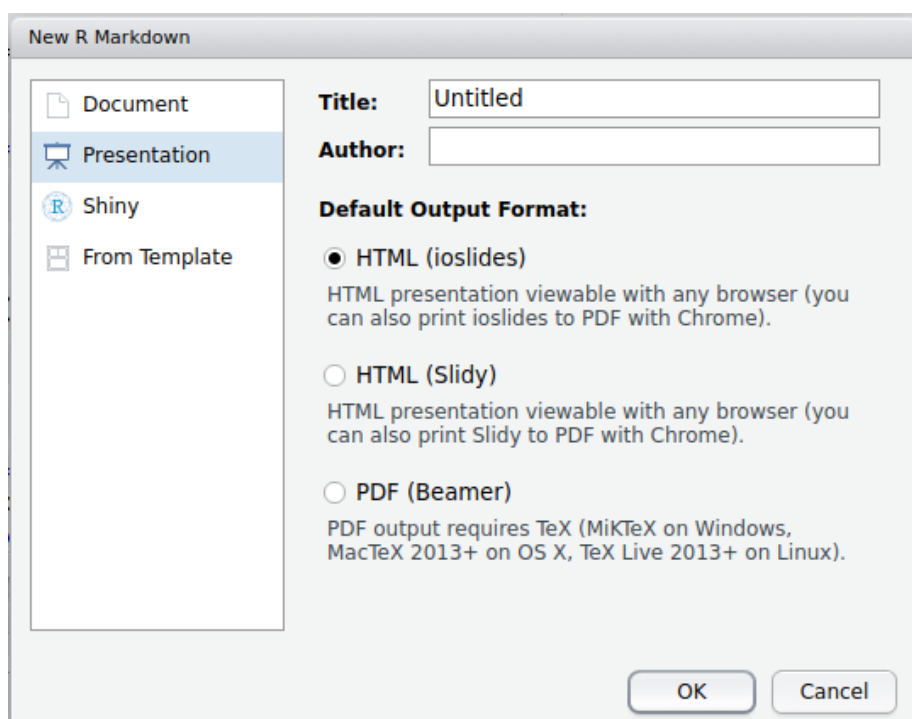 New R Markdown
Document
Presentation
R Shiny
From Template
Title: Untitled
Author:
Default Output Format:
HTML (ioslides)
HTML presentation viewable with any browser (you
can also print ioslides to PDF with Chrome).
HTML (Slidy)
HTML presentation viewable with any browser (you
can also print Slidy to PDF with Chrome).
PDF (Beamer)
PDF output requires TeX (MiKTeX on Windows,
MacTeX 2013+ on OS X, TeX Live 2013+ on Linux).
OK Cancel